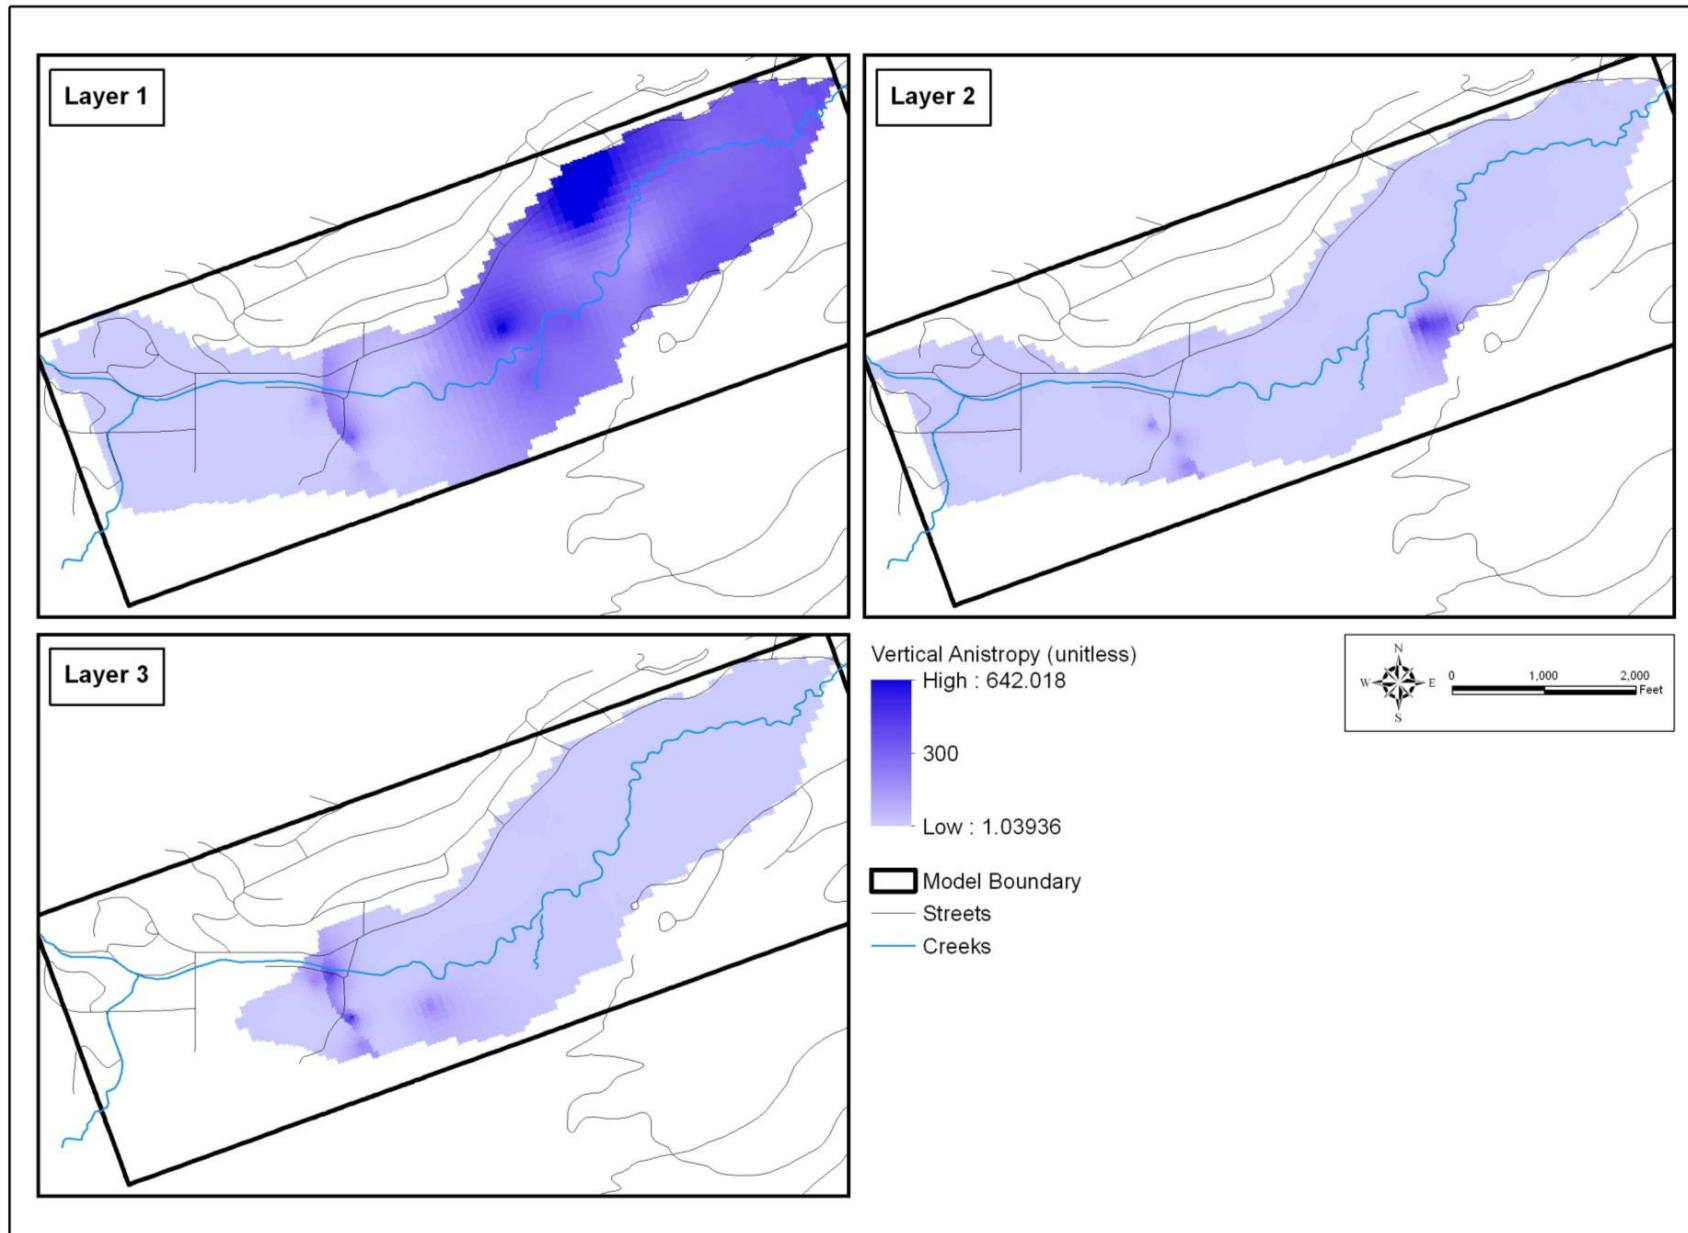 Layer 1
Layer 2
Layer 3
Vertical Anistropy (unitless)
High : 642.018
300
Low : 1.03936
Model Boundary
Streets
Creeks
N
W E
S
0 1,000 2,000
Feet